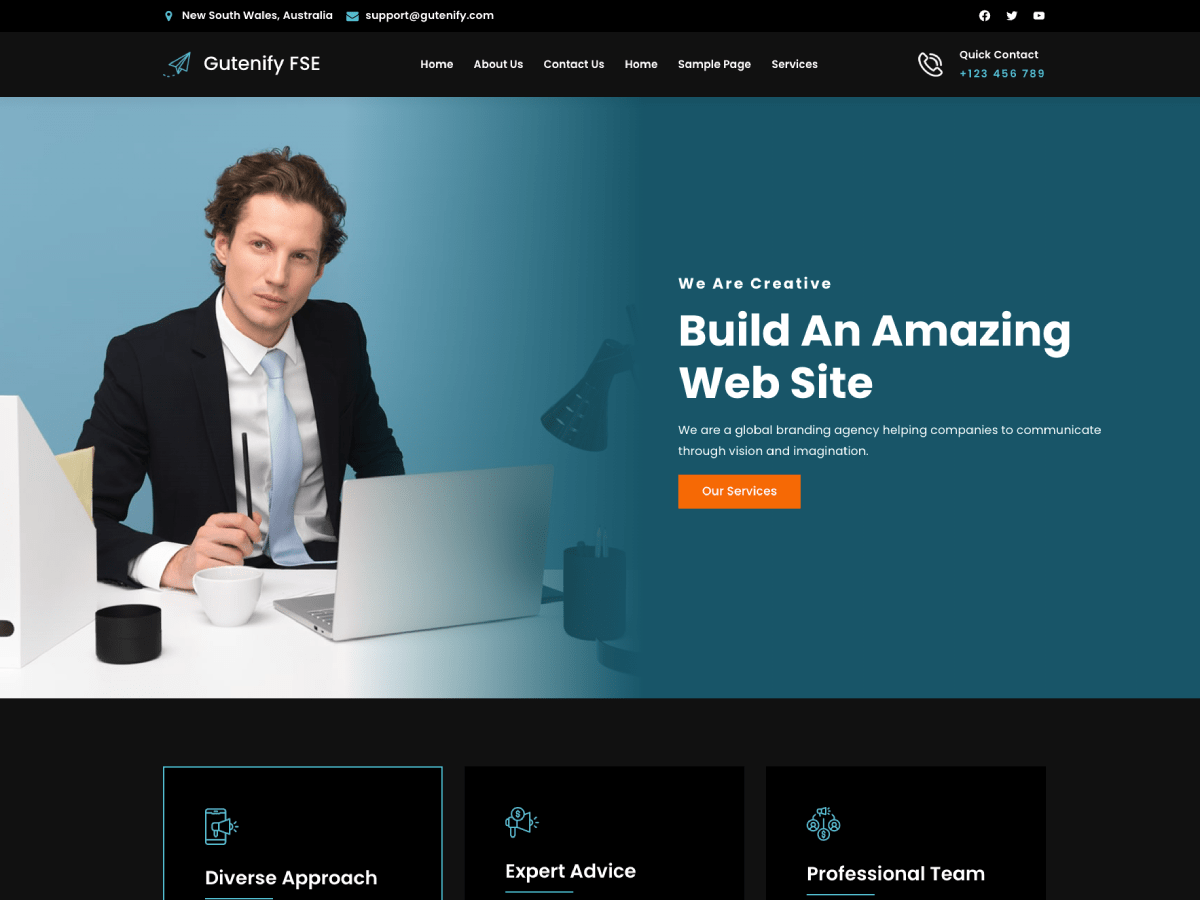 New South Wales, Australia support@gutenify.com
Gutenify FSE
Home About Us Contact Us Home Sample Page Services
Quick Contact
+123 456 789
We Are Creative
Build An Amazing
Web Site
We are a global branding agency helping companies to communicate
through vision and imagination.
Our Services
Diverse Approach
Expert Advice
Professional Team